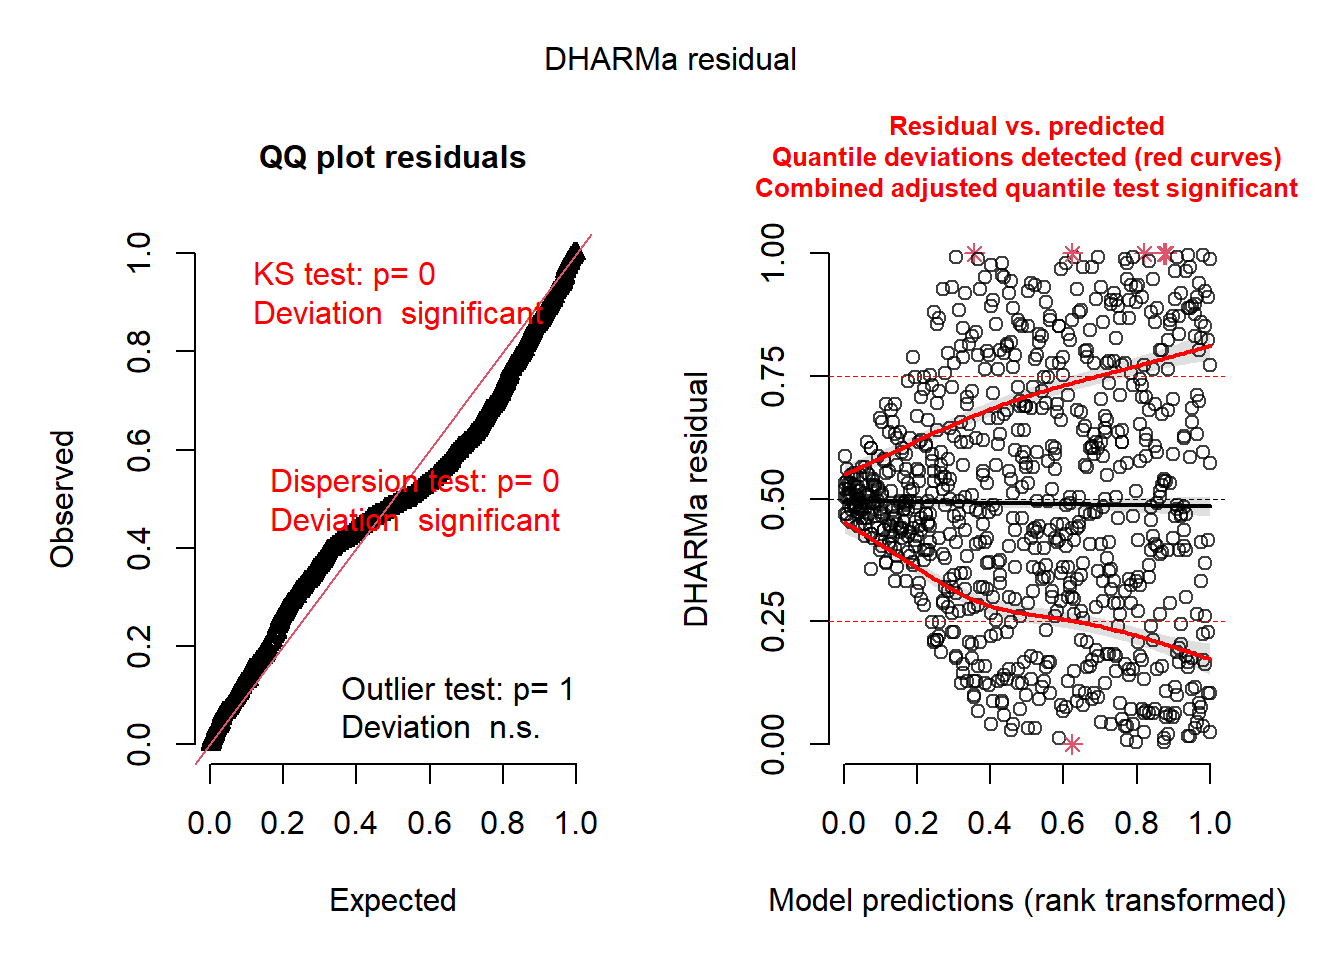 DHARMa residual
QQ plot residuals
KS test: p= 0
Deviation  significant
Dispersion test: p= 0
Deviation  significant
Outlier test: p= 1
Deviation  n.s.
Observed
0.0 0.2 0.4 0.6 0.8 1.0
0.0 0.2 0.4 0.6 0.8 1.0
Expected
Residual vs. predicted
Quantile deviations detected (red curves)
Combined adjusted quantile test significant
DHARMa residual
0.00 0.25 0.50 0.75 1.00
0.0 0.2 0.4 0.6 0.8 1.0
Model predictions (rank transformed)